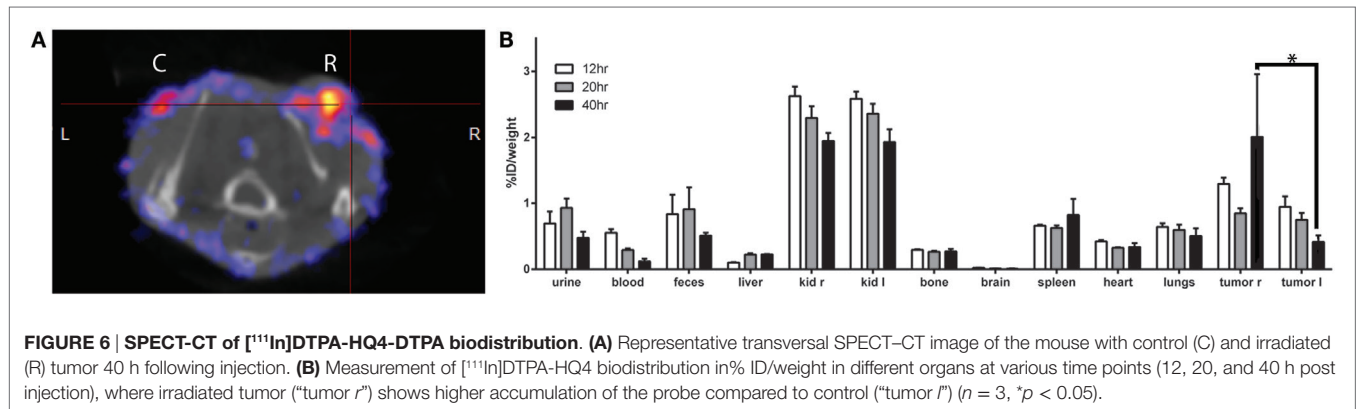 A
C
R
L
R
B
*
12hr
20hr
40hr
%ID/weight
3
2
1
0
urine blood feces liver kid r kid l bone brain spleen heart lungs tumor r tumor l
FIGURE 6 | SPECT-CT of [¹¹¹In]DTPA-HQ4-DTPA biodistribution. (A) Representative transversal SPECT–CT image of the mouse with control (C) and irradiated
(R) tumor 40 h following injection. (B) Measurement of [¹¹¹In]DTPA-HQ4 biodistribution in% ID/weight in different organs at various time points (12, 20, and 40 h post
injection), where irradiated tumor (“tumor r”) shows higher accumulation of the probe compared to control (“tumor l”) (n = 3, *p < 0.05).